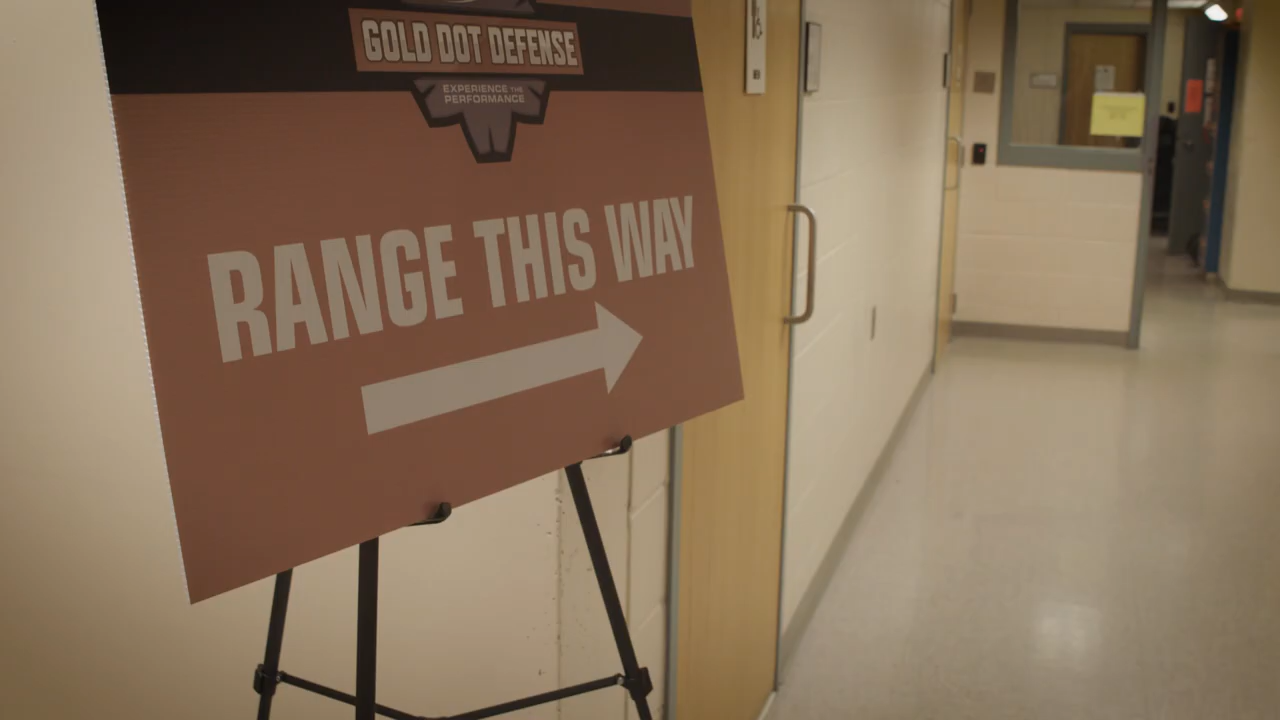 GOLD DOT DEFENSE
EXPERIENCE THE
PERFORMANCE
RANGE THIS WAY